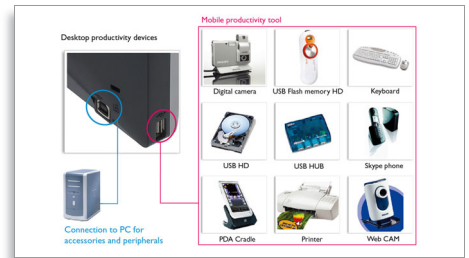 Mobile productivity tool
Desktop productivity devices
Digital camera
USB Flash memory HD
Keyboard
USB HD
USB HUB
Skype phone
PDA Cradle
Printer
Web CAM
Connection to PC for
accessories and peripherals